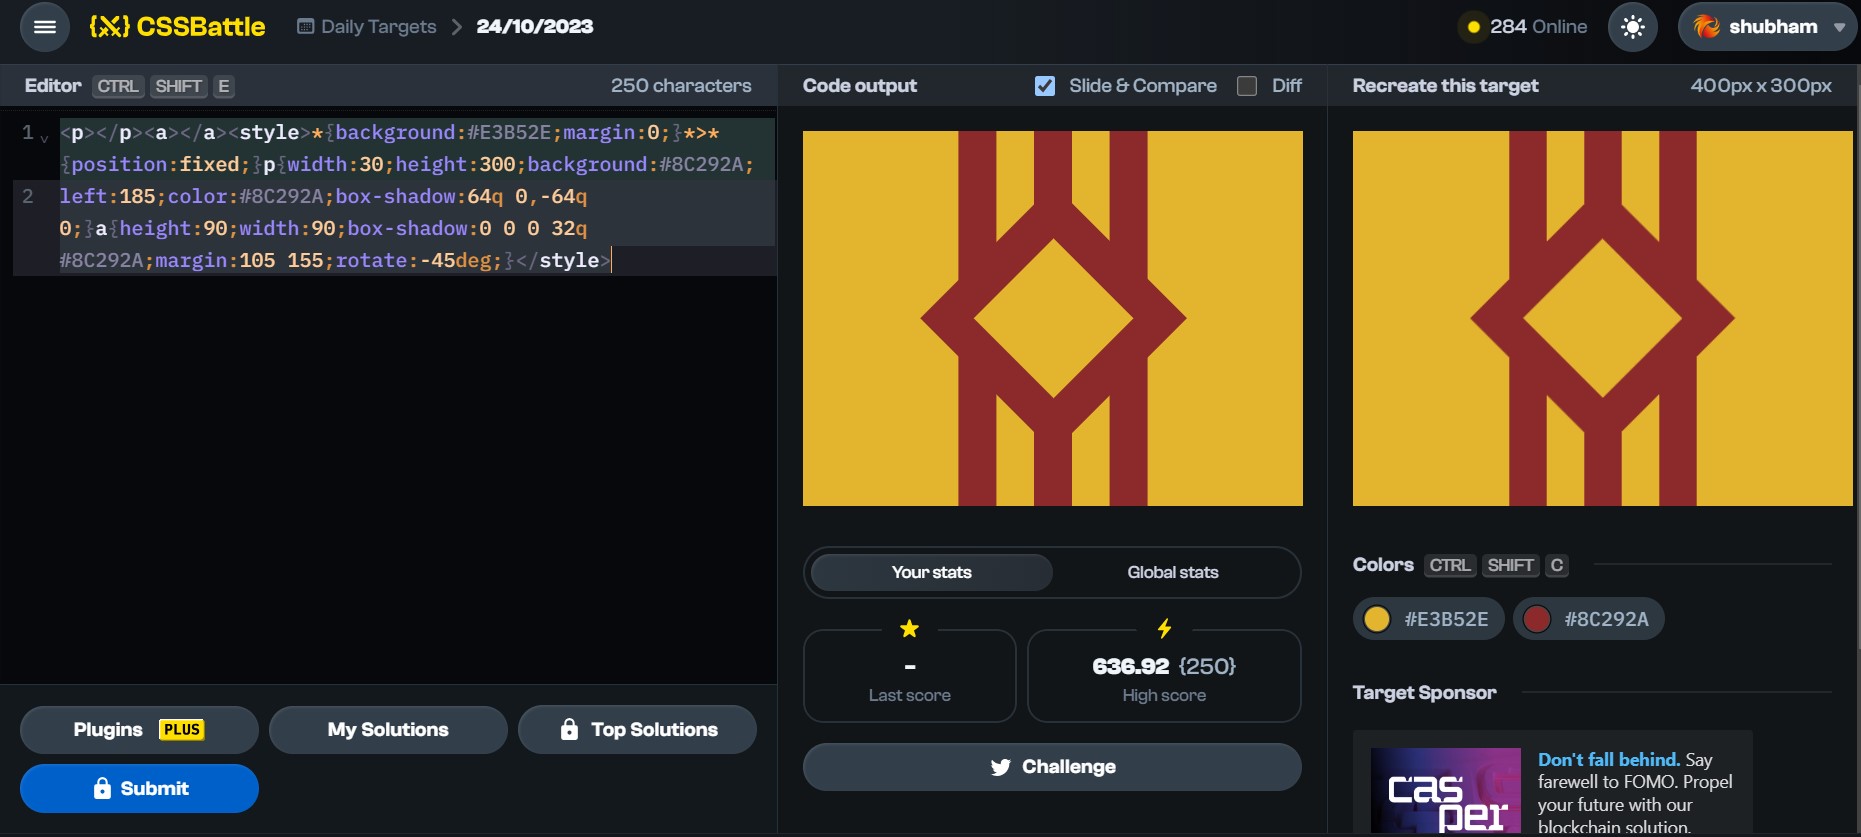 {X} CSSBattle
Daily Targets > 24/10/2023
284 Online
shubham
Editor CTRL SHIFT E
250 characters
1 <p></p><a></a><style>*{background:#E3B52E;margin:0;}*>*
{position:fixed;}p{width:30;height:300;background:#8C292A;
2 left:185;color:#8C292A;box-shadow:64q 0,-64q
0;}a{height:90;width:90;box-shadow:0 0 0 32q
#8C292A;margin:105 155;rotate:-45deg;}</style>
Plugins PLUS
My Solutions
Top Solutions
Submit
Code output
Slide & Compare
Diff
Your stats
Global stats
-
Last score
636.92 {250}
High score
Challenge
Recreate this target
400px x 300px
Colors CTRL SHIFT C
#E3B52E
#8C292A
Target Sponsor
cas
per
Don't fall behind. Say
farewell to FOMO. Propel
your future with our
blockchain solution.